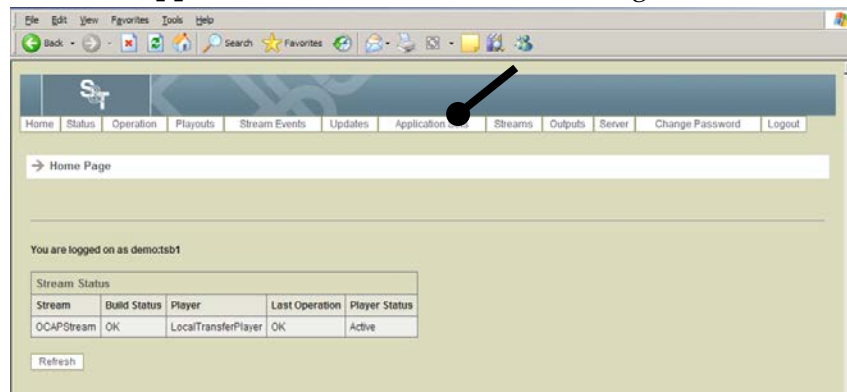 File Edit View Favorites Tools Help
Back Search Favorites
S&T
Home Status Operation Playouts Stream Events Updates Application Sets Streams Outputs Server Change Password Logout
→ Home Page
You are logged on as demo:tsb1
Stream Status
Stream Build Status Player Last Operation Player Status
OCAPStream OK LocalTransferPlayer OK Active
Refresh